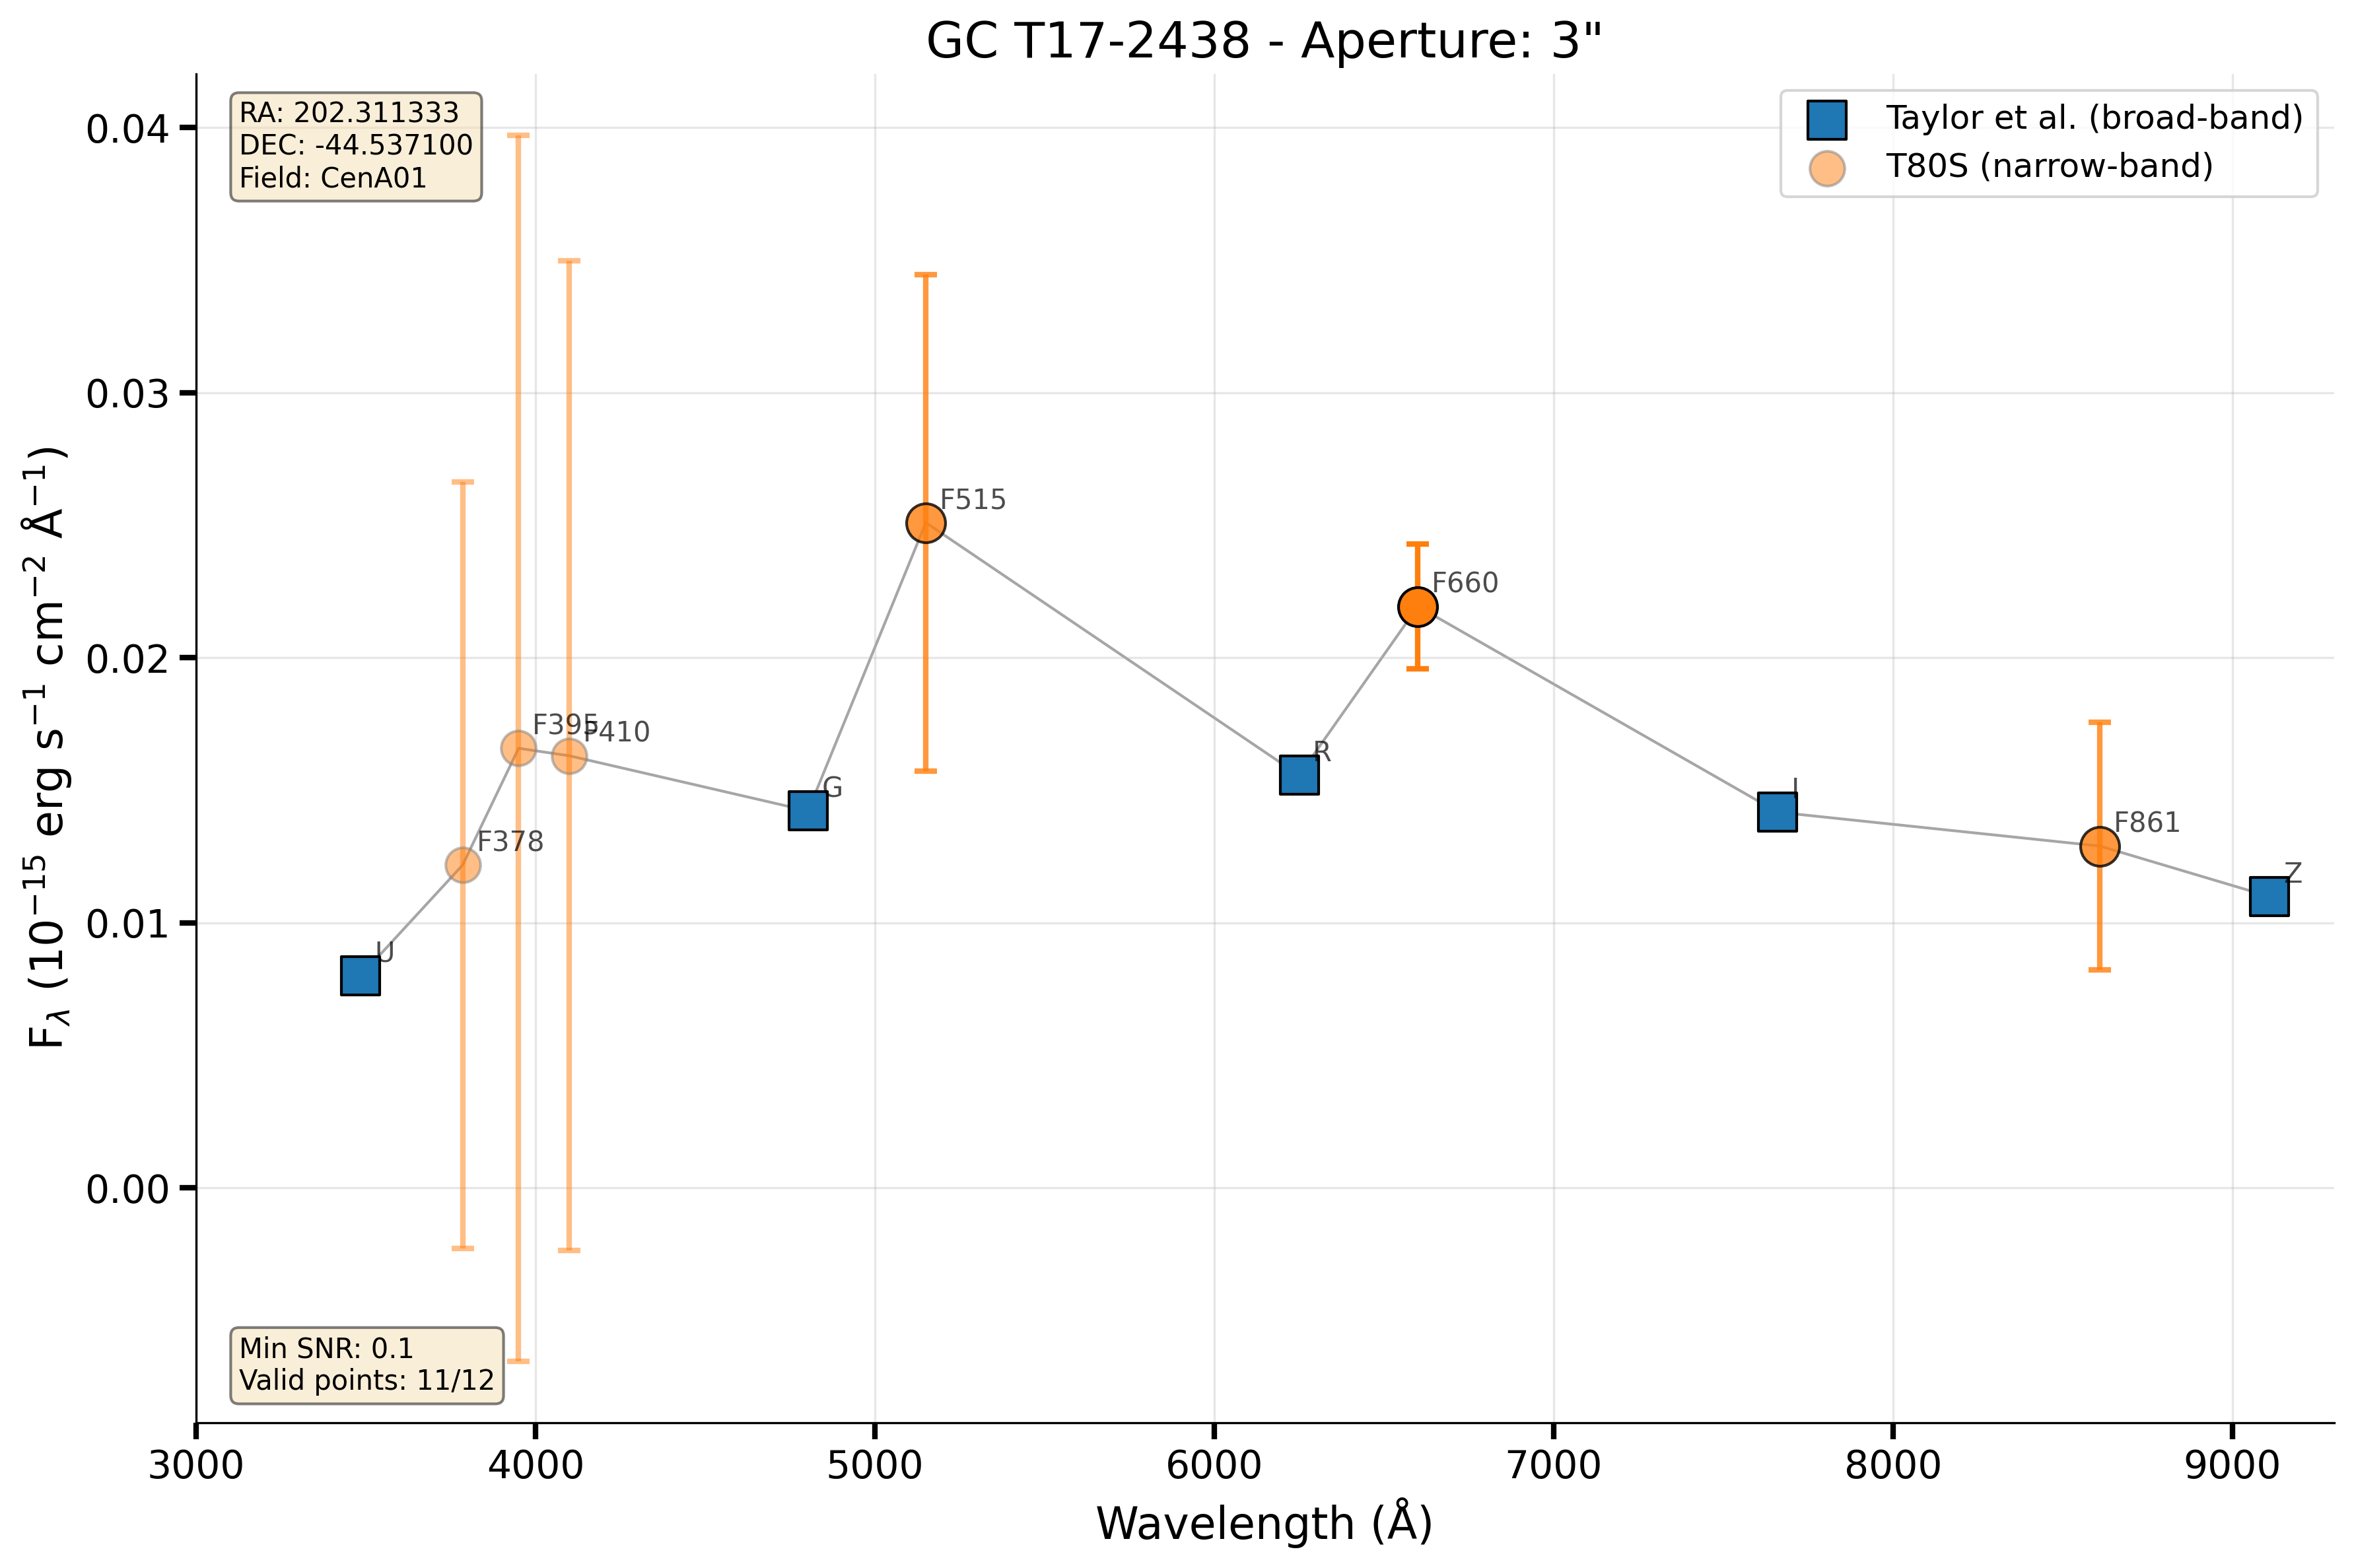 GC T17-2438 - Aperture: 3"
RA: 202.311333
DEC: -44.537100
Field: CenA01
Taylor et al. (broad-band)
T80S (narrow-band)
0.04
0.03
0.02
0.01
0.00
F$_{λ}$ (10$^{−15}$ erg s$^{−1}$ cm$^{−2}$ Å$^{−1}$)
U
F378
F395
F410
G
F515
R
F660
I
F861
Z
Min SNR: 0.1
Valid points: 11/12
3000 4000 5000 6000 7000 8000 9000
Wavelength (Å)